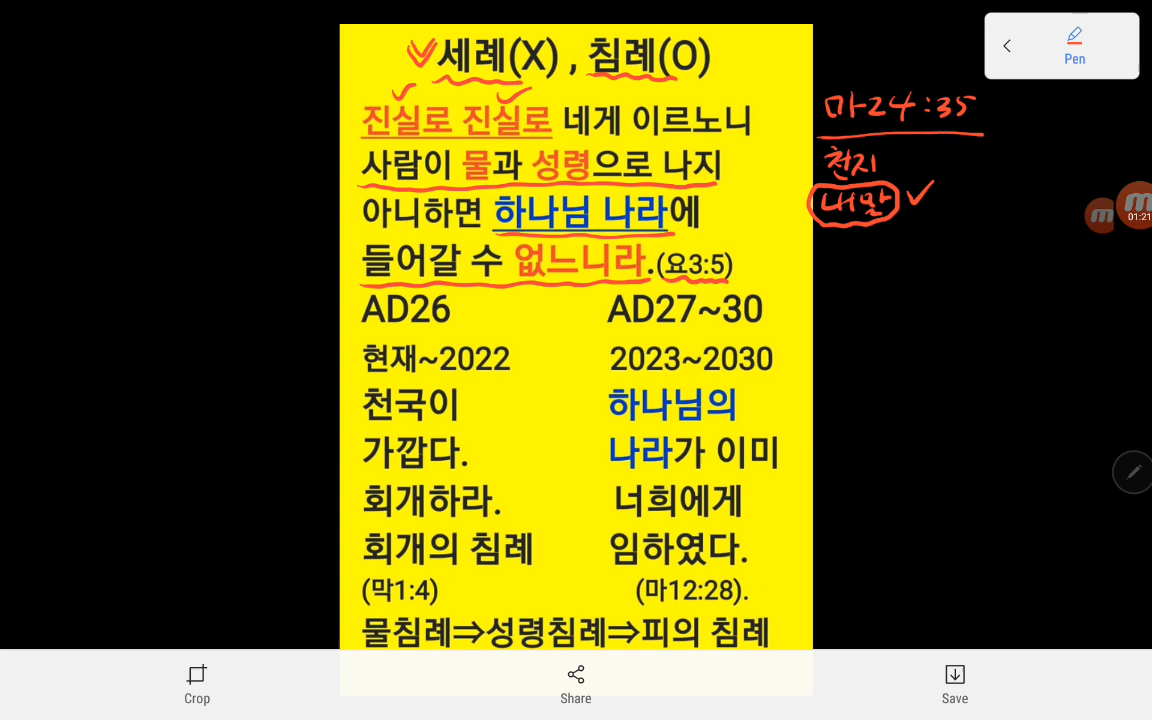 세례(X) , 침례(O)
진실로 진실로 네게 이르노니
사람이 물과 성령으로 나지
아니하면 하나님 나라에
들어갈 수 없느니라.(요3:5)
AD26 AD27~30
현재~2022 2023~2030
천국이 하나님의
가깝다. 나라가 이미
회개하라. 너희에게
회개의 침례 임하였다.
(막1:4) (마12:28).
물침례⇒성령침례⇒피의 침례
마24:35
천지
내말
Pen
01:21
Crop
Share
Save